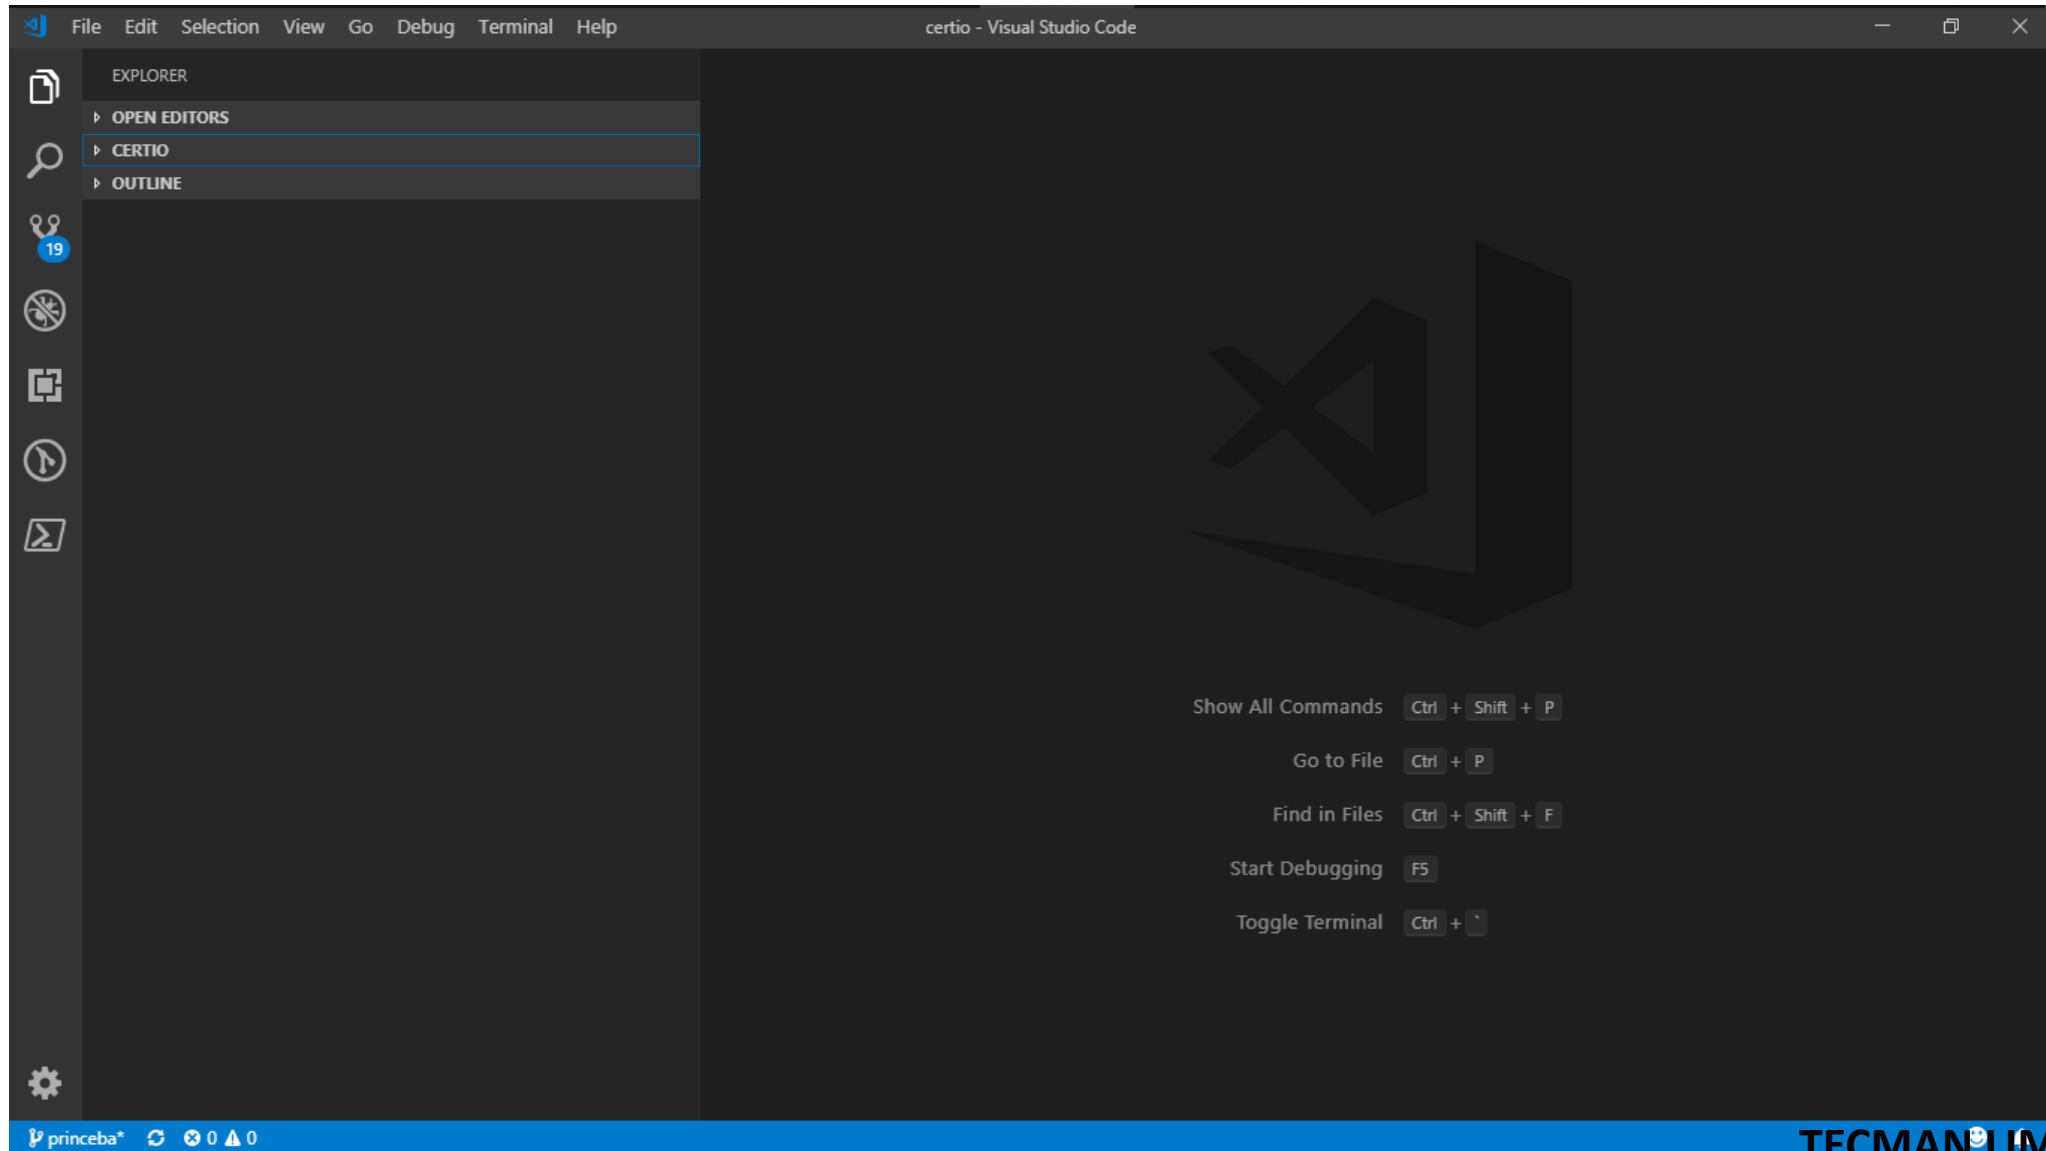 File Edit Selection View Go Debug Terminal Help
certio - Visual Studio Code
EXPLORER
OPEN EDITORS
CERTIO
OUTLINE
19
Show All Commands Ctrl + Shift + P
Go to File Ctrl + P
Find in Files Ctrl + Shift + F
Start Debugging F5
Toggle Terminal Ctrl + `
princeba* 0 0
TECMAN